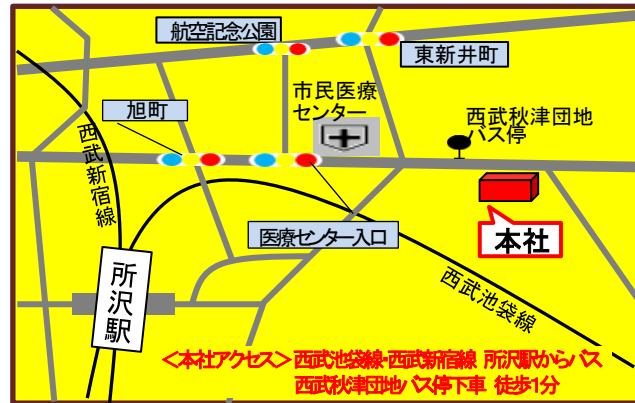 航空記念公園
東新井町
市民医療
センター
旭町
西武秋津団地
バス停
西武新宿線
医療センター入口
本社
所沢駅
西武池袋線
<本社アクセス>西武池袋線・西武新宿線 所沢駅からバス
西武秋津団地バス停下車 徒歩1分